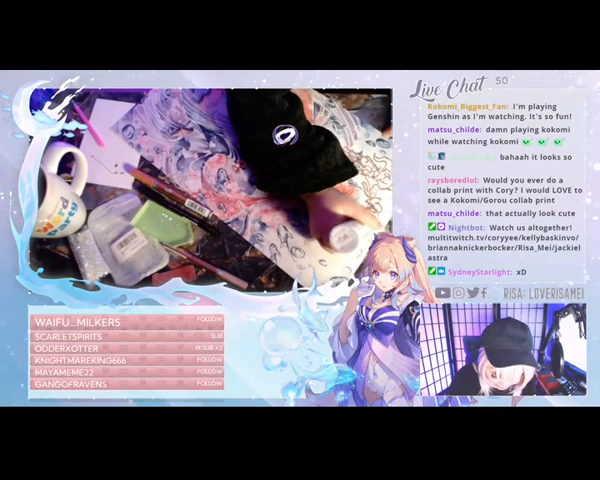 Live Chat 50
Kokomi_Biggest_Fan: I'm playing
Genshin as I'm watching. It's so fun!
matsu_childe: damn playing kokomi
while watching kokomi
bahaah it looks so
cute
raysboredlol: Would you ever do a
collab print with Cory? I would LOVE to
see a Kokomi/Gorou collab print
matsu_childe: that actually look cute
Nightbot: Watch us altogether!
multitwitch.tv/coryee/kellybaskinvo/
briannaknickerbocker/Risa_Mei/jackiel
astra
SydneyStarlight: xD
RISA: LOVERISAMEI
WAIFU_MILKERS FOLLOW
SCARLETSPIRITS SUB
ODDERXOTTER RESUB X5
KNIGHTMAREKING666 FOLLOW
MAYAMEME22 FOLLOW
GANGOFRAVENS FOLLOW
Party